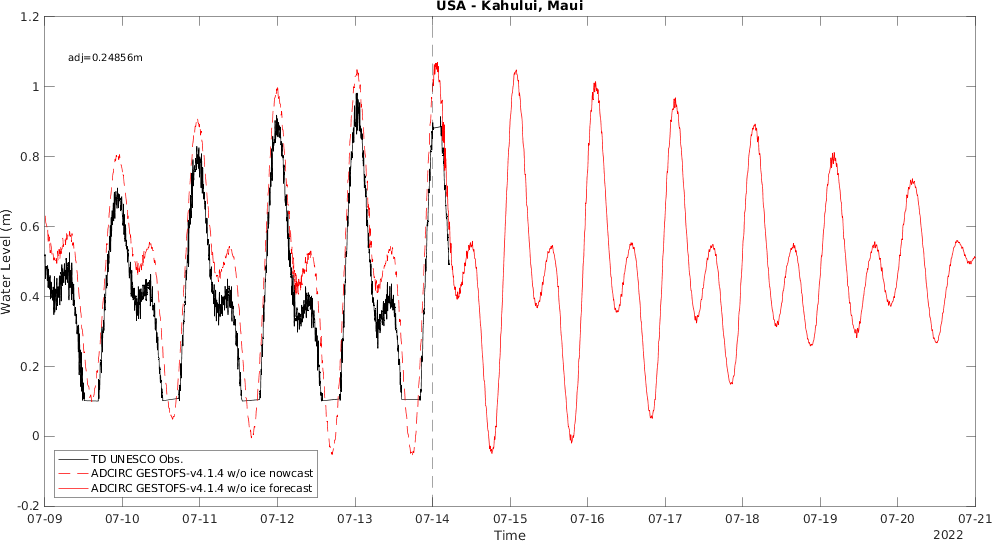 USA - Kahului, Maui
adj=0.24856m
1.2
1
0.8
0.6
0.4
0.2
0
-0.2
Water Level (m)
TD UNESCO Obs.
ADCIRC GESTOFS-v4.1.4 w/o ice nowcast
ADCIRC GESTOFS-v4.1.4 w/o ice forecast
07-09 07-10 07-11 07-12 07-13 07-14 07-15 07-16 07-17 07-18 07-19 07-20 07-21
Time
2022